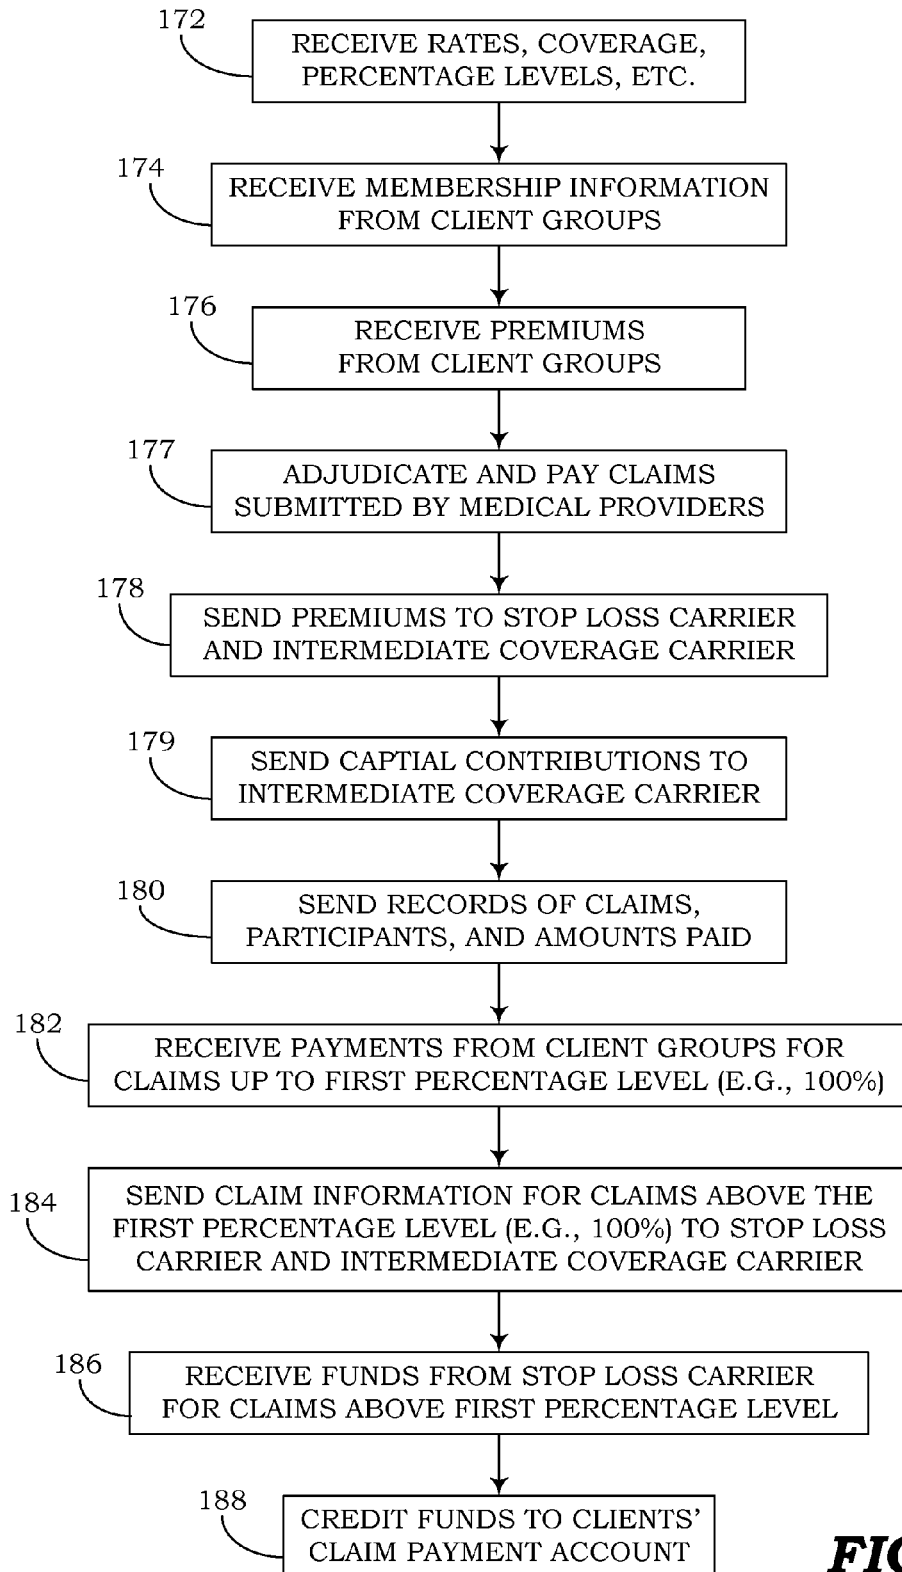 172
RECEIVE RATES, COVERAGE,
PERCENTAGE LEVELS, ETC.
174
RECEIVE MEMBERSHIP INFORMATION
FROM CLIENT GROUPS
176
RECEIVE PREMIUMS
FROM CLIENT GROUPS
177
ADJUDICATE AND PAY CLAIMS
SUBMITTED BY MEDICAL PROVIDERS
178
SEND PREMIUMS TO STOP LOSS CARRIER
AND INTERMEDIATE COVERAGE CARRIER
179
SEND CAPTIAL CONTRIBUTIONS TO
INTERMEDIATE COVERAGE CARRIER
180
SEND RECORDS OF CLAIMS,
PARTICIPANTS, AND AMOUNTS PAID
182
RECEIVE PAYMENTS FROM CLIENT GROUPS FOR
CLAIMS UP TO FIRST PERCENTAGE LEVEL (E.G., 100%)
184
SEND CLAIM INFORMATION FOR CLAIMS ABOVE THE
FIRST PERCENTAGE LEVEL (E.G., 100%) TO STOP LOSS
CARRIER AND INTERMEDIATE COVERAGE CARRIER
186
RECEIVE FUNDS FROM STOP LOSS CARRIER
FOR CLAIMS ABOVE FIRST PERCENTAGE LEVEL
188
CREDIT FUNDS TO CLIENTS'
CLAIM PAYMENT ACCOUNT